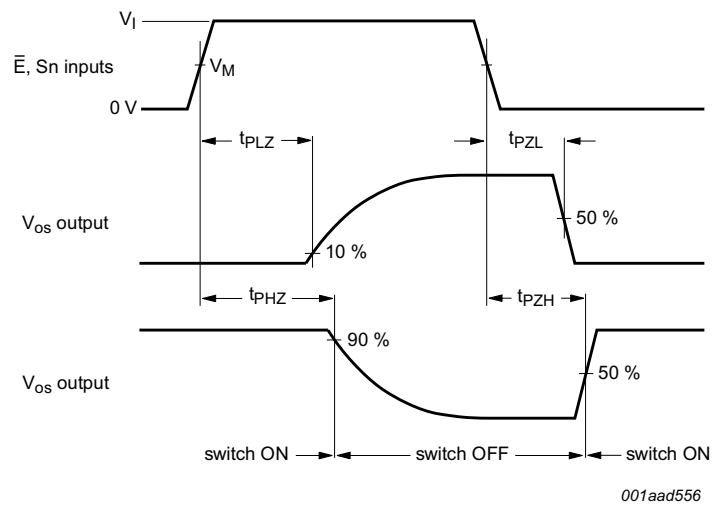 V_I
E̅, Sn inputs
V_M
0 V
t_PLZ
t_PZL
V_os output
50 %
10 %
t_PHZ
t_PZH
90 %
V_os output
50 %
switch ON
switch OFF
switch ON
001aad556